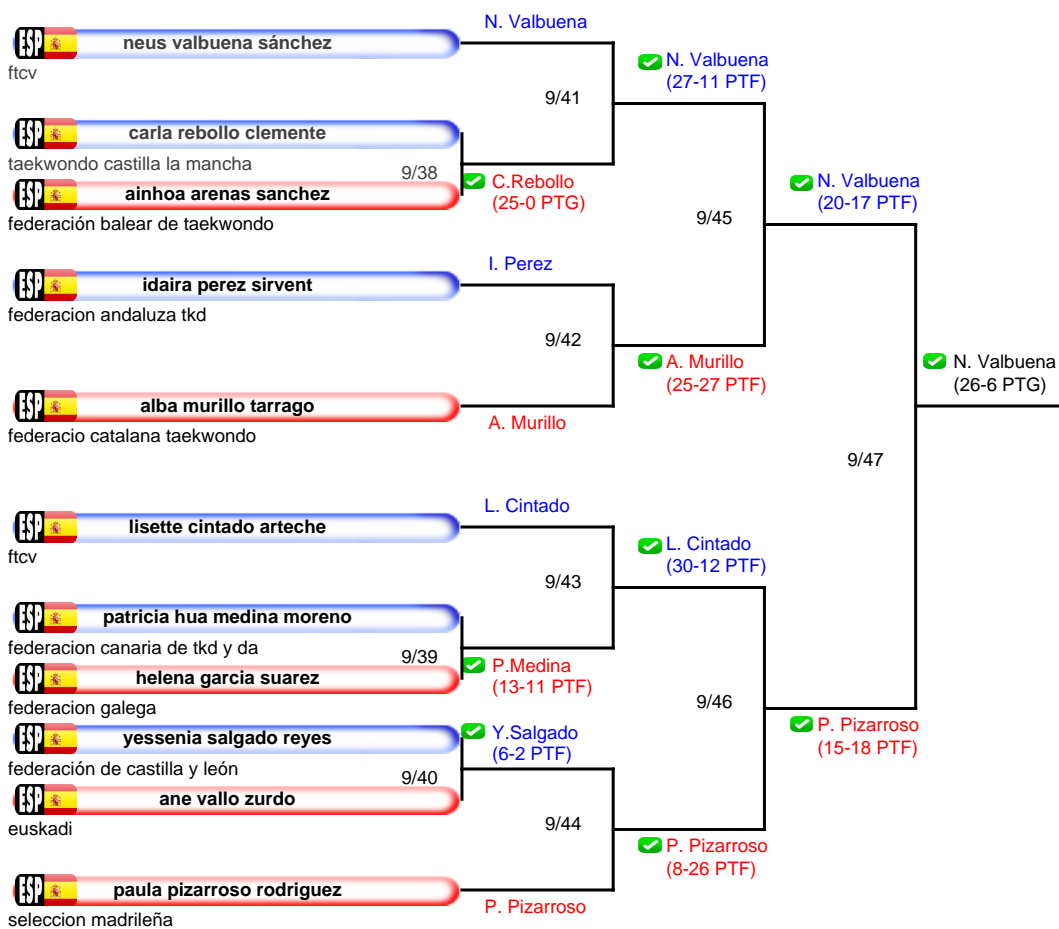 N. Valbuena
ESP neus valbuena sánchez
ftcv
N. Valbuena
(27-11 PTF)
9/41
ESP carla rebollo clemente
taekwondo castilla la mancha
9/38
C.Rebollo
(25-0 PTG)
ESP ainhoa arenas sanchez
federación balear de taekwondo
N. Valbuena
(20-17 PTF)
9/45
I. Perez
ESP idaira perez sirvent
federacion andaluza tkd
9/42
A. Murillo
(25-27 PTF)
N. Valbuena
(26-6 PTG)
ESP alba murillo tarrago
federacio catalana taekwondo
A. Murillo
9/47
L. Cintado
ESP lisette cintado arteche
ftcv
L. Cintado
(30-12 PTF)
9/43
ESP patricia hua medina moreno
federacion canaria de tkd y da
9/39
P.Medina
(13-11 PTF)
ESP helena garcia suarez
federacion galega
9/46
P. Pizarroso
(15-18 PTF)
Y.Salgado
(6-2 PTF)
ESP yessenia salgado reyes
federación de castilla y león
9/40
ESP ane vallo zurdo
euskadi
9/44
P. Pizarroso
(8-26 PTF)
ESP paula pizarroso rodriguez
seleccion madrileña
P. Pizarroso